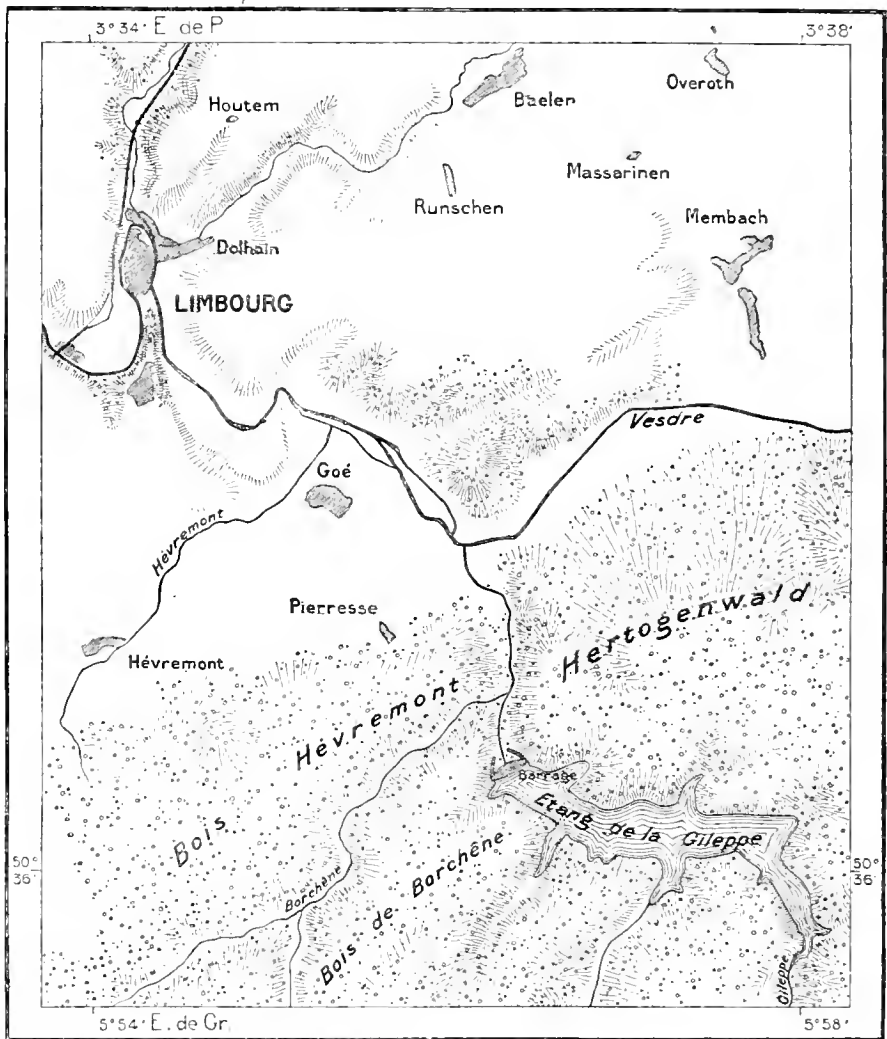 3° 34' E de P.
3° 38'
Houtem
Baelen
Overoth
Massarinen
Runschen
Membach
Dolhain
LIMBOURG
Vesdre
Goé
Hévremont
Pierresse
Hertogenwald
Hévremont
Bois Hévremont
Barrage
Etang de la Gileppe
50°
36'
50°
36'
Borchêne
Bois de Borchêne
Gileppe
5° 54' E. de Gr.
5° 58'